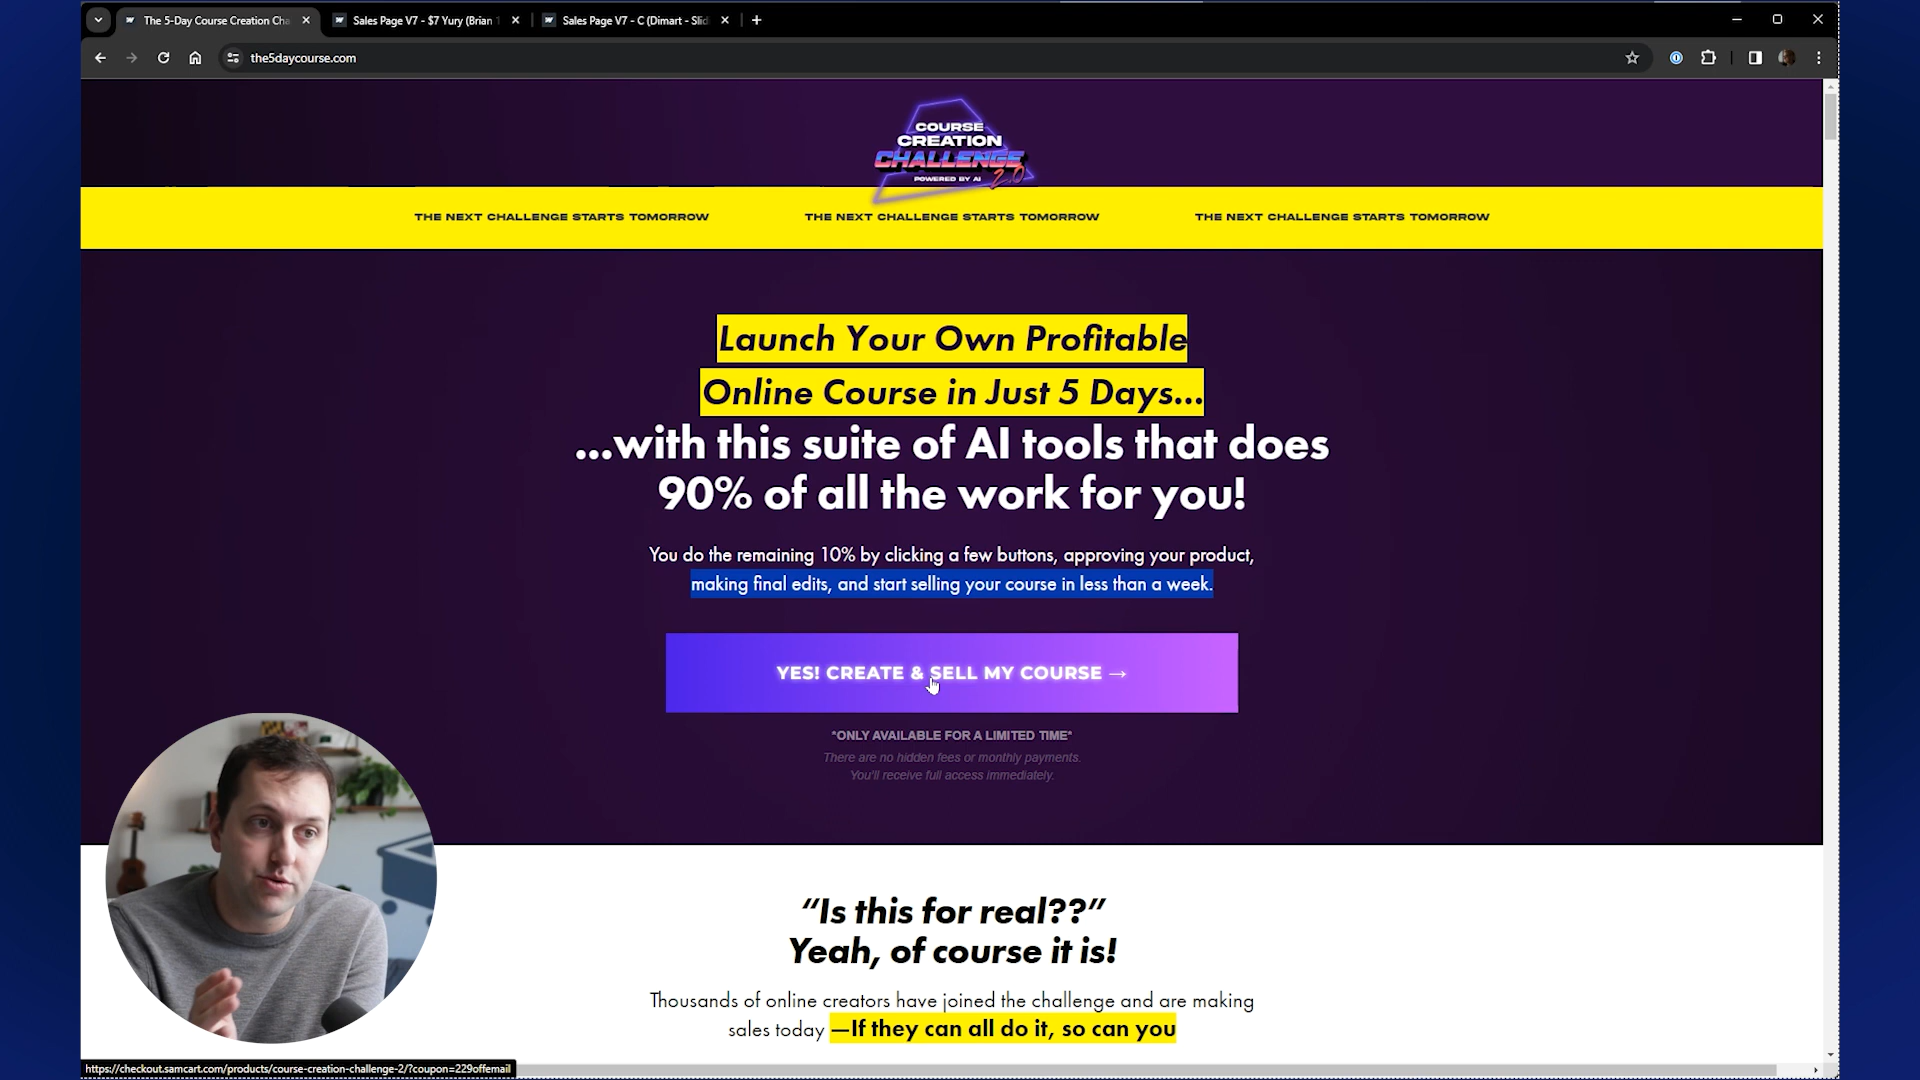 The 5-Day Course Creation Cha
Sales Page V7 - $7 Yury (Brian
Sales Page V7 - C (Dimart - Slid
the5daycourse.com
COURSE
CREATION
CHALLENGE
2.0
POWERED BY AI
THE NEXT CHALLENGE STARTS TOMORROW
THE NEXT CHALLENGE STARTS TOMORROW
THE NEXT CHALLENGE STARTS TOMORROW
Launch Your Own Profitable
Online Course in Just 5 Days...
...with this suite of AI tools that does
90% of all the work for you!
You do the remaining 10% by clicking a few buttons, approving your product,
making final edits, and start selling your course in less than a week.
YES! CREATE & SELL MY COURSE →
*ONLY AVAILABLE FOR A LIMITED TIME*
There are no hidden fees or monthly payments.
You'll receive full access immediately.
“Is this for real??”
Yeah, of course it is!
Thousands of online creators have joined the challenge and are making
sales today —If they can all do it, so can you
https://checkout.samcart.com/products/course-creation-challenge-2/?coupon=229offemail